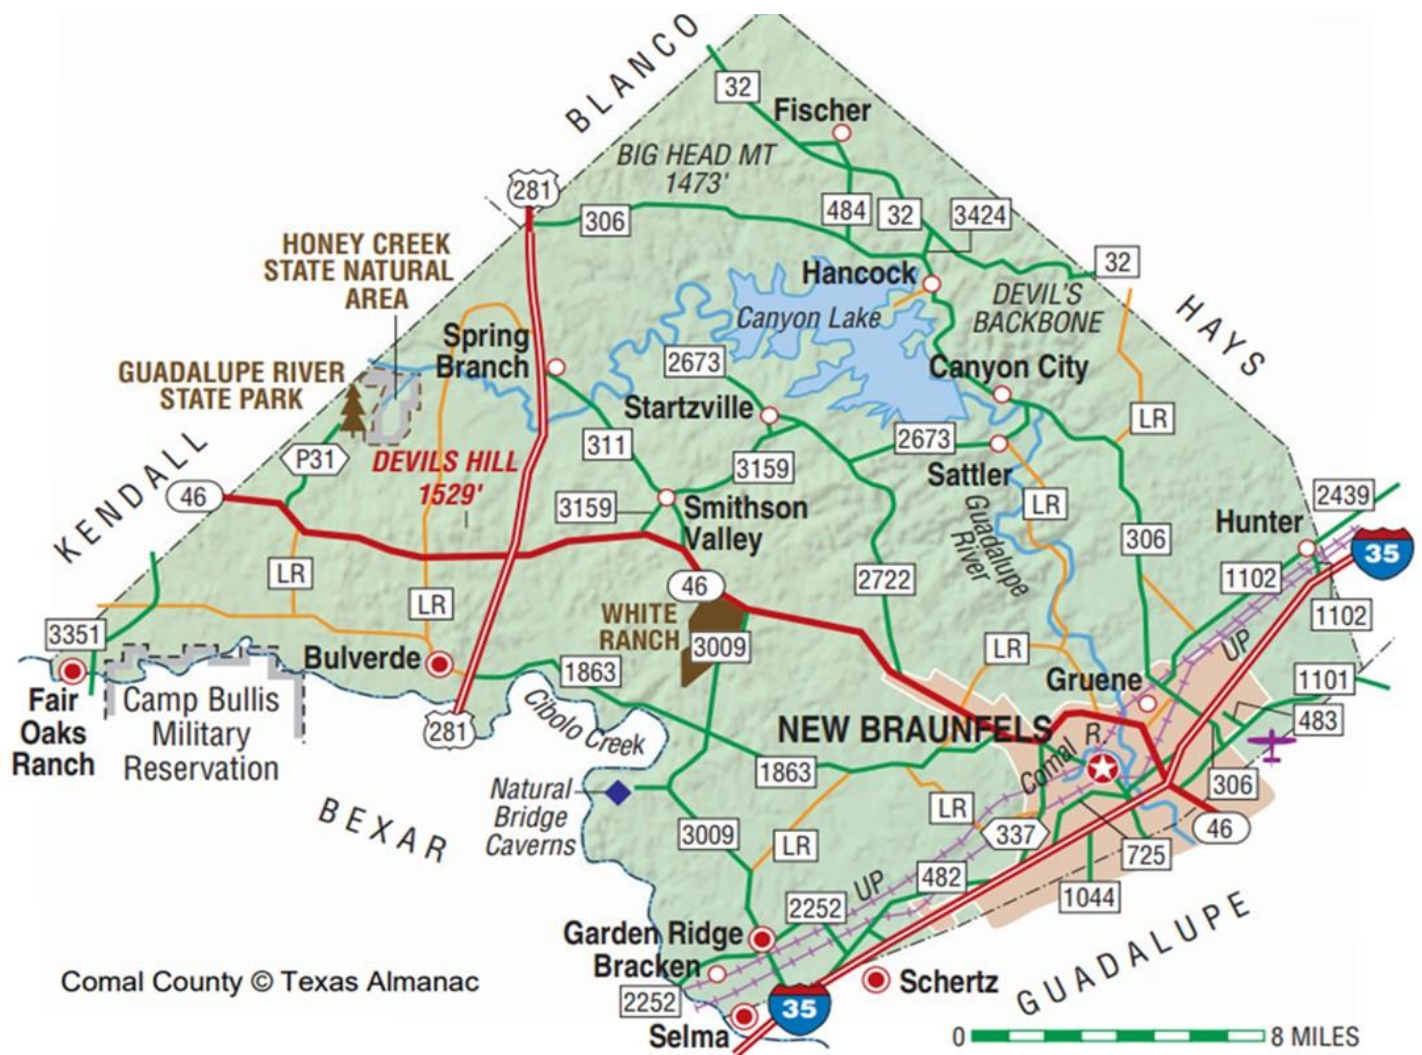 BLANCO
32
Fischer
BIG HEAD MT
1473'
281
306
484
32
3424
HONEY CREEK
STATE NATURAL
AREA
Hancock
32
DEVIL'S
BACKBONE
Canyon Lake
HAYS
Spring
Branch
2673
Canyon City
GUADALUPE RIVER
STATE PARK
Startzville
LR
311
2673
P31
DEVILS HILL
1529'
3159
Sattler
KENDALL
46
3159
Smithson
Valley
LR
Guadalupe
River
2439
Hunter
306
35
LR
46
2722
1102
LR
WHITE
RANCH
1102
3351
3009
LR
UP
Bulverde
1863
Gruene
1101
Fair
Oaks
Ranch
Camp Bullis
Military
Reservation
281
Cibolo Creek
NEW BRAUNFELS
Comal R.
483
1863
306
Natural
Bridge
Caverns
LR
BEXAR
3009
LR
337
46
725
UP
482
1044
2252
Garden Ridge
Bracken
GUADALUPE
Comal County © Texas Almanac
Schertz
2252
35
Selma
0
8 MILES